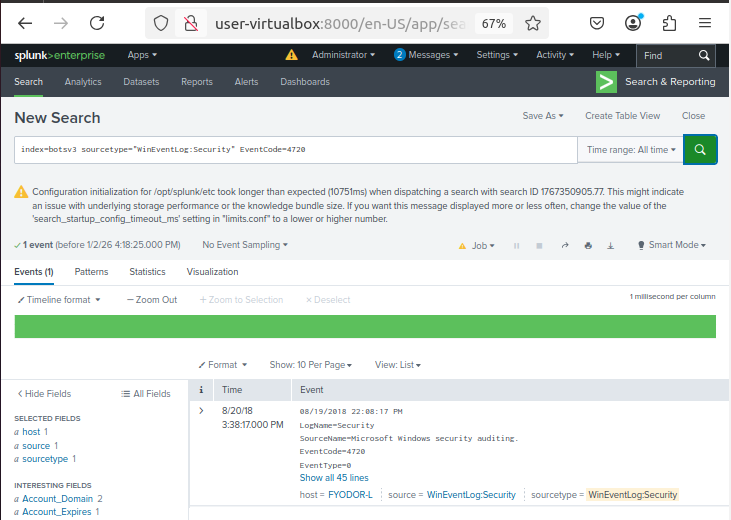 user-virtualbox:8000/en-US/app/sea
67%
splunk>enterprise Apps Administrator 2 Messages Settings Activity Help Find
Search Analytics Datasets Reports Alerts Dashboards Search & Reporting
New Search Save As Create Table View Close
index=botsv3 sourcetype="WinEventLog:Security" EventCode=4720 Time range: All time
Configuration initialization for /opt/splunk/etc took longer than expected (10751ms) when dispatching a search with search ID 1767350905.77. This might indicate
an issue with underlying storage performance or the knowledge bundle size. If you want this message displayed more or less often, change the value of the
'search_startup_config_timeout_ms' setting in "limits.conf" to a lower or higher number.
1 event (before 1/2/26 4:18:25.000 PM) No Event Sampling Job Smart Mode
Events (1) Patterns Statistics Visualization
Timeline format — Zoom Out + Zoom to Selection × Deselect 1 millisecond per column
Format Show: 10 Per Page View: List
< Hide Fields All Fields i Time Event
SELECTED FIELDS
a host 1
a source 1
a sourcetype 1
INTERESTING FIELDS
a Account_Domain 2
a Account_Expires 1
> 8/20/18
3:38:17.000 PM
08/19/2018 22:08:17 PM
LogName=Security
SourceName=Microsoft Windows security auditing.
EventCode=4720
EventType=0
Show all 45 lines
host = FYODOR-L source = WinEventLog:Security sourcetype = WinEventLog:Security